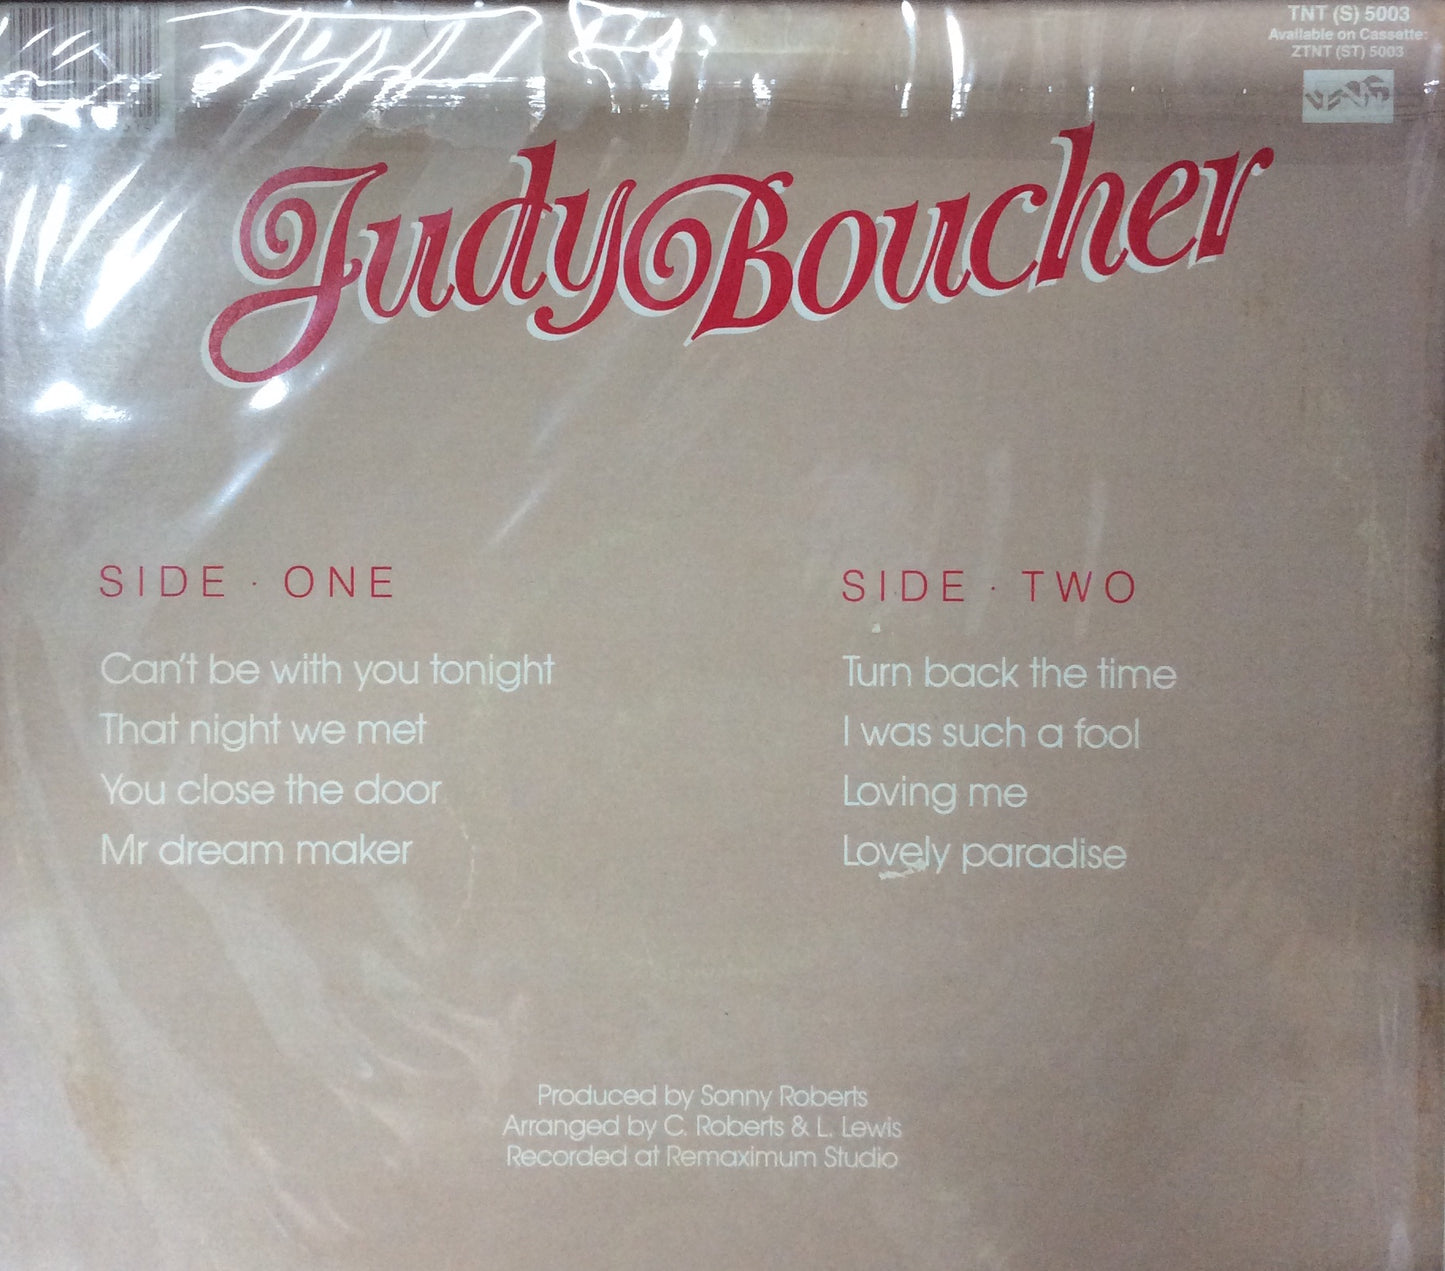 TNT (S) 5003
Available on Cassette:
ZTNT (ST) 5003
Judy Boucher
SIDE · ONE
Can't be with you tonight
That night we met
You close the door
Mr dream maker
SIDE · TWO
Turn back the time
I was such a fool
Loving me
Lovely paradise
Produced by Sonny Roberts
Arranged by C. Roberts & L. Lewis
Recorded at Remaximum Studio